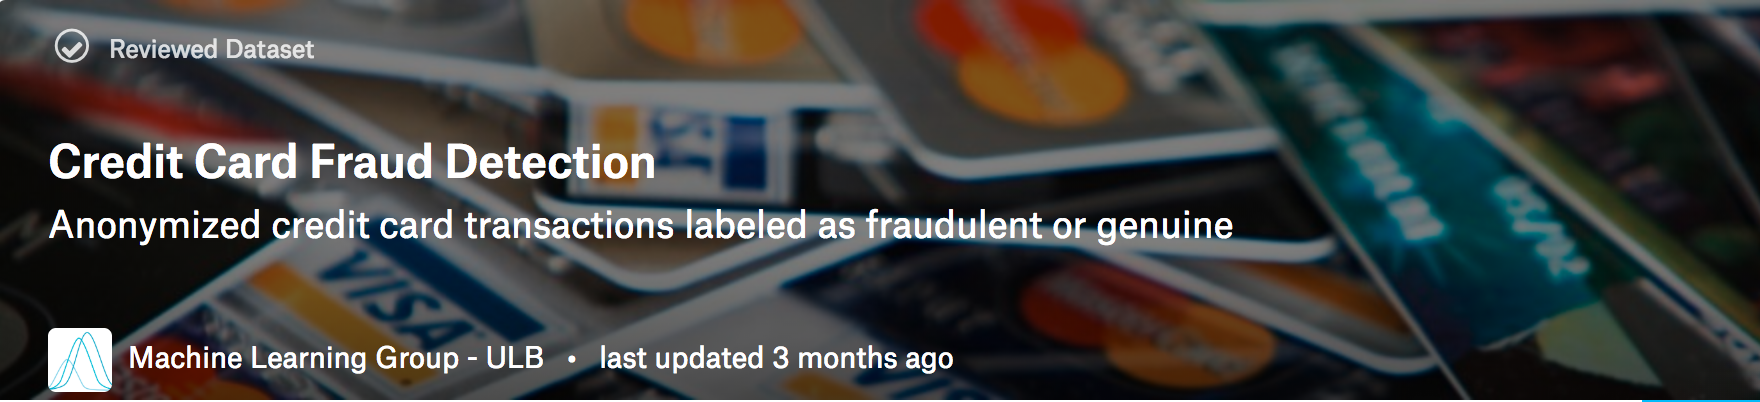 Reviewed Dataset
Credit Card Fraud Detection
Anonymized credit card transactions labeled as fraudulent or genuine
VISA
Machine Learning Group - ULB • last updated 3 months ago